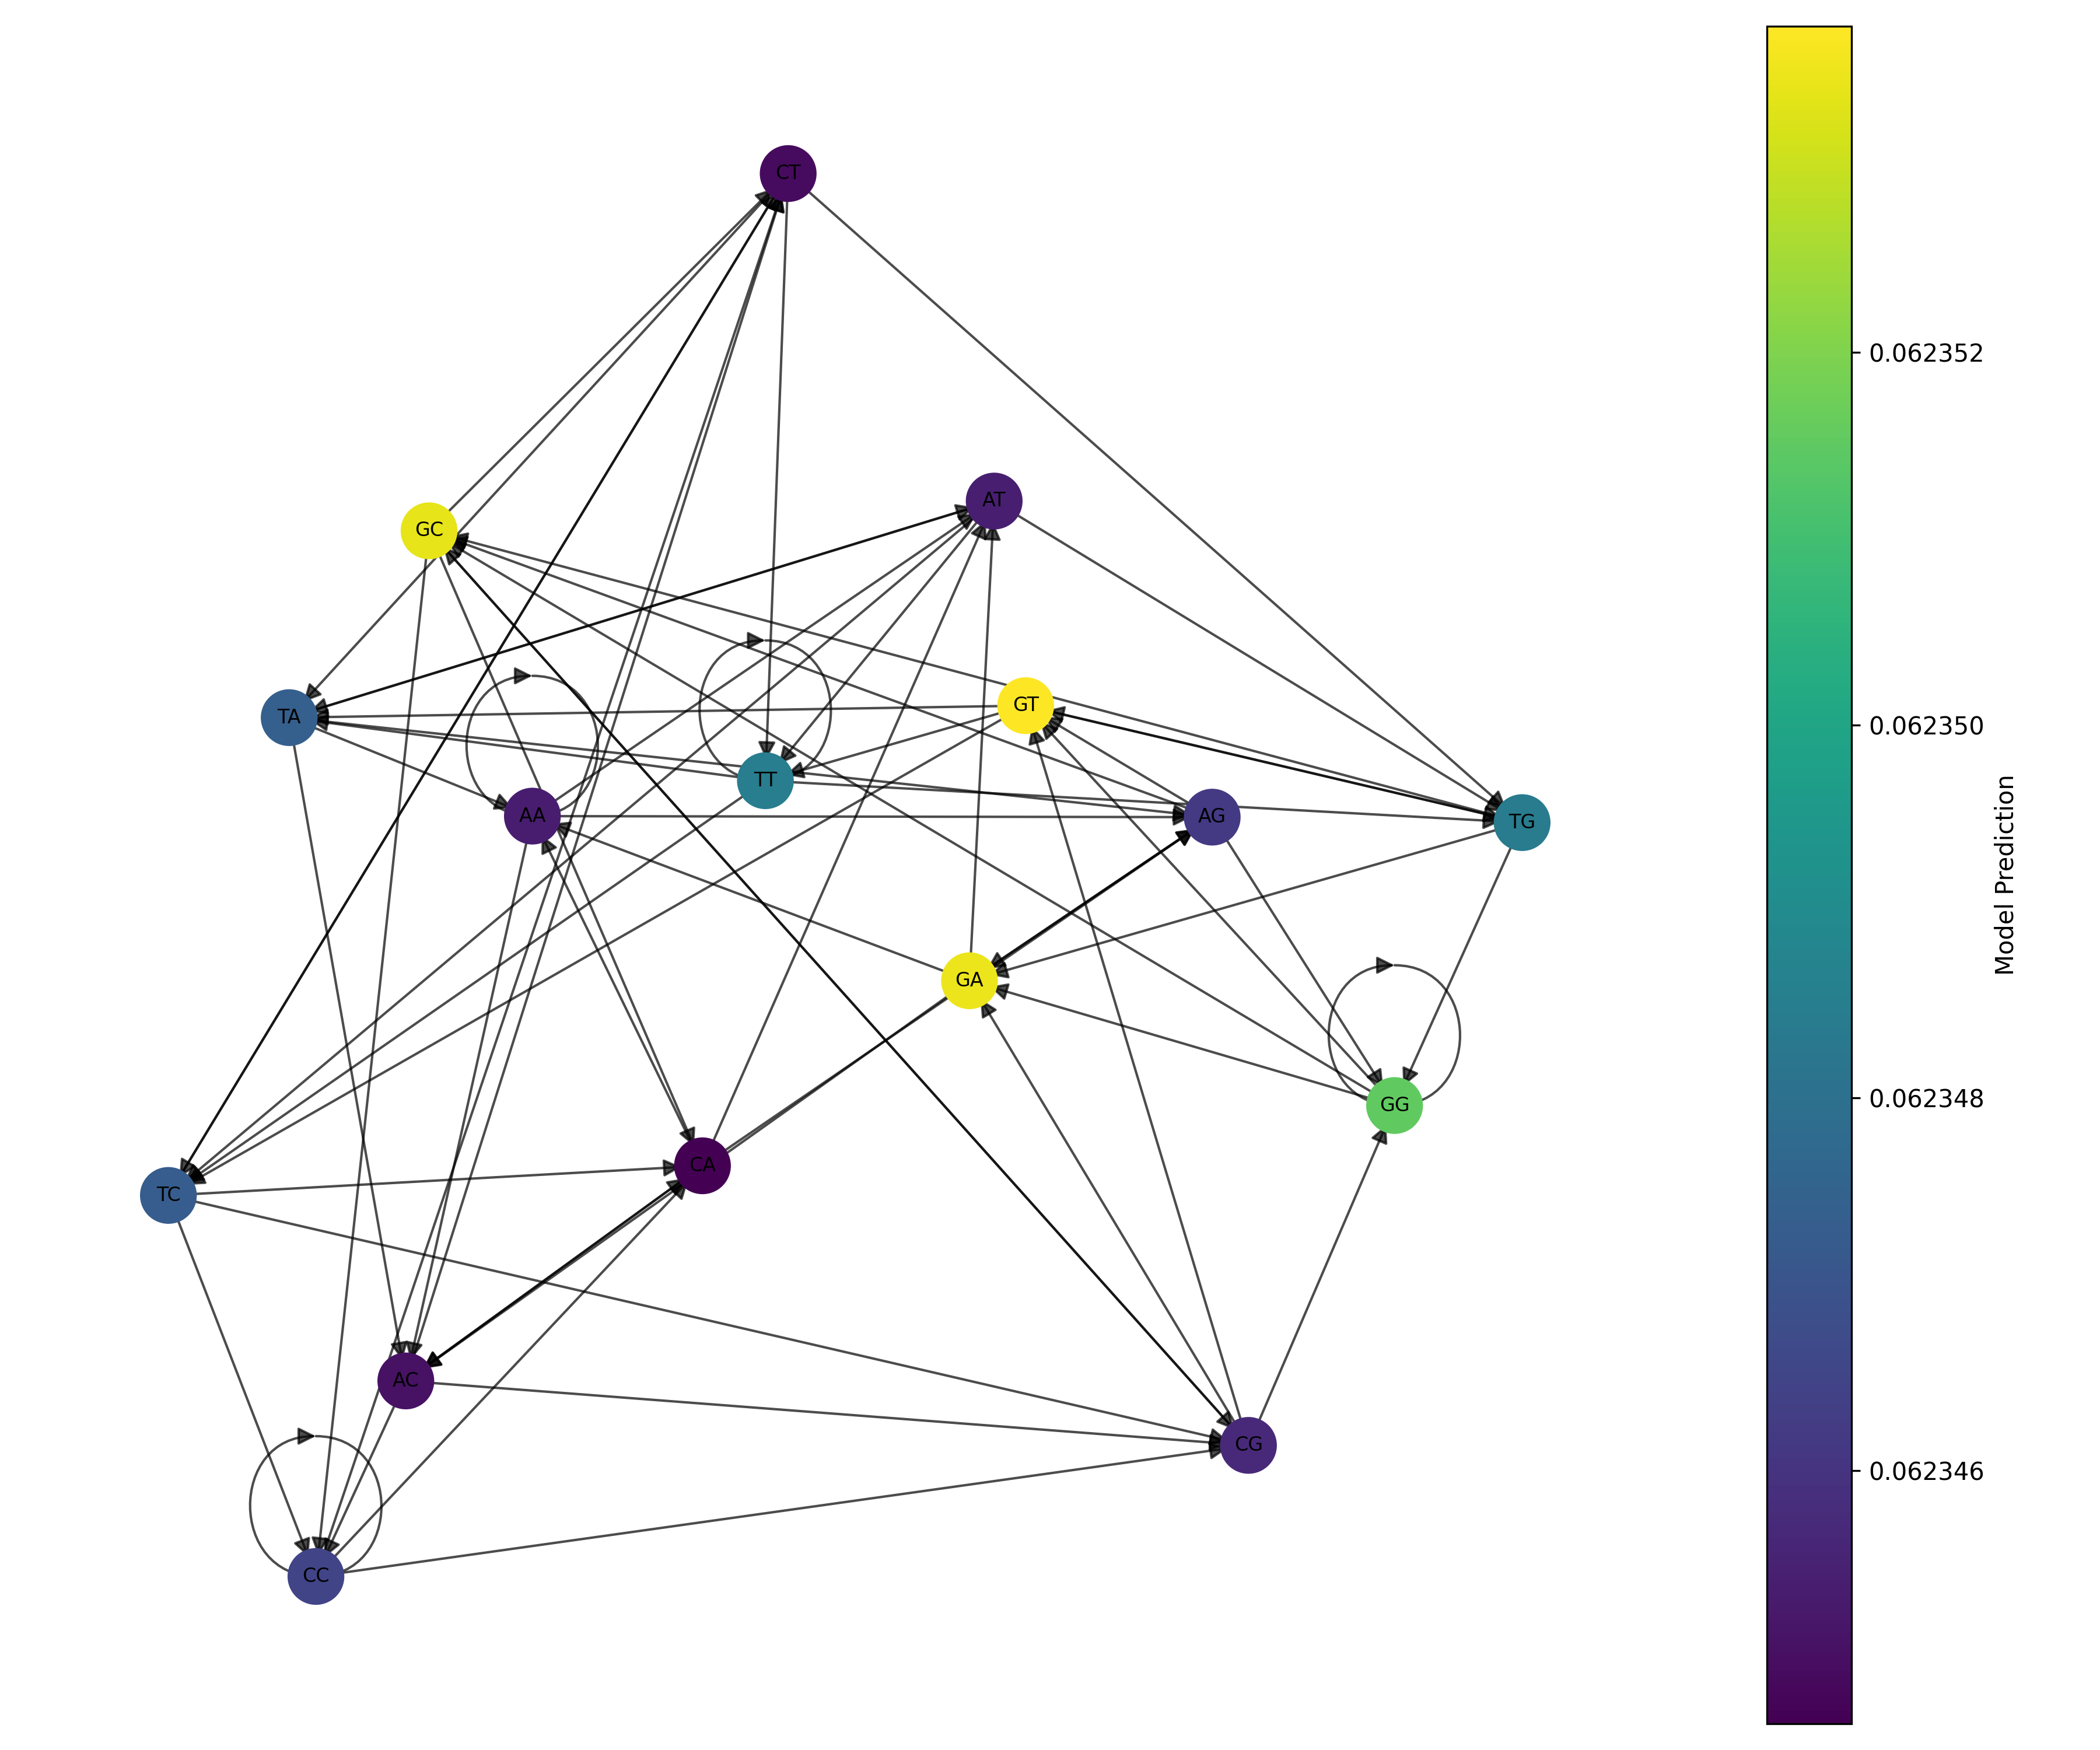 CT
AT
GC
GT
TA
TT
AA
AG
TG
GA
GG
CA
TC
AC
CG
CC
0.062352
0.062350
0.062348
0.062346
Model Prediction